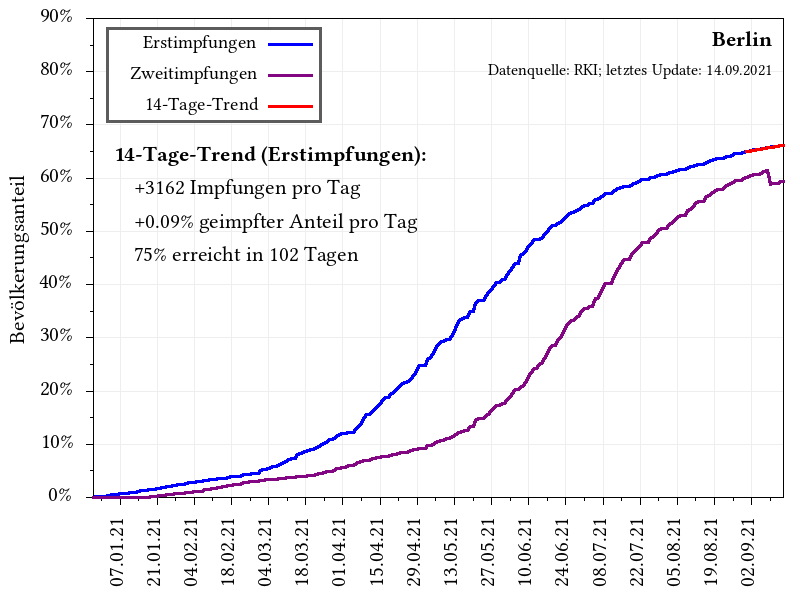 90%
80%
70%
60%
50%
40%
30%
20%
10%
0%
Bevölkerungsanteil
Erstimpfungen
Zweitimpfungen
14-Tage-Trend
Berlin
Datenquelle: RKI; letztes Update: 14.09.2021
14-Tage-Trend (Erstimpfungen):
+3162 Impfungen pro Tag
+0.09% geimpfter Anteil pro Tag
75% erreicht in 102 Tagen
07.01.21
21.01.21
04.02.21
18.02.21
04.03.21
18.03.21
01.04.21
15.04.21
29.04.21
13.05.21
27.05.21
10.06.21
24.06.21
08.07.21
22.07.21
05.08.21
19.08.21
02.09.21